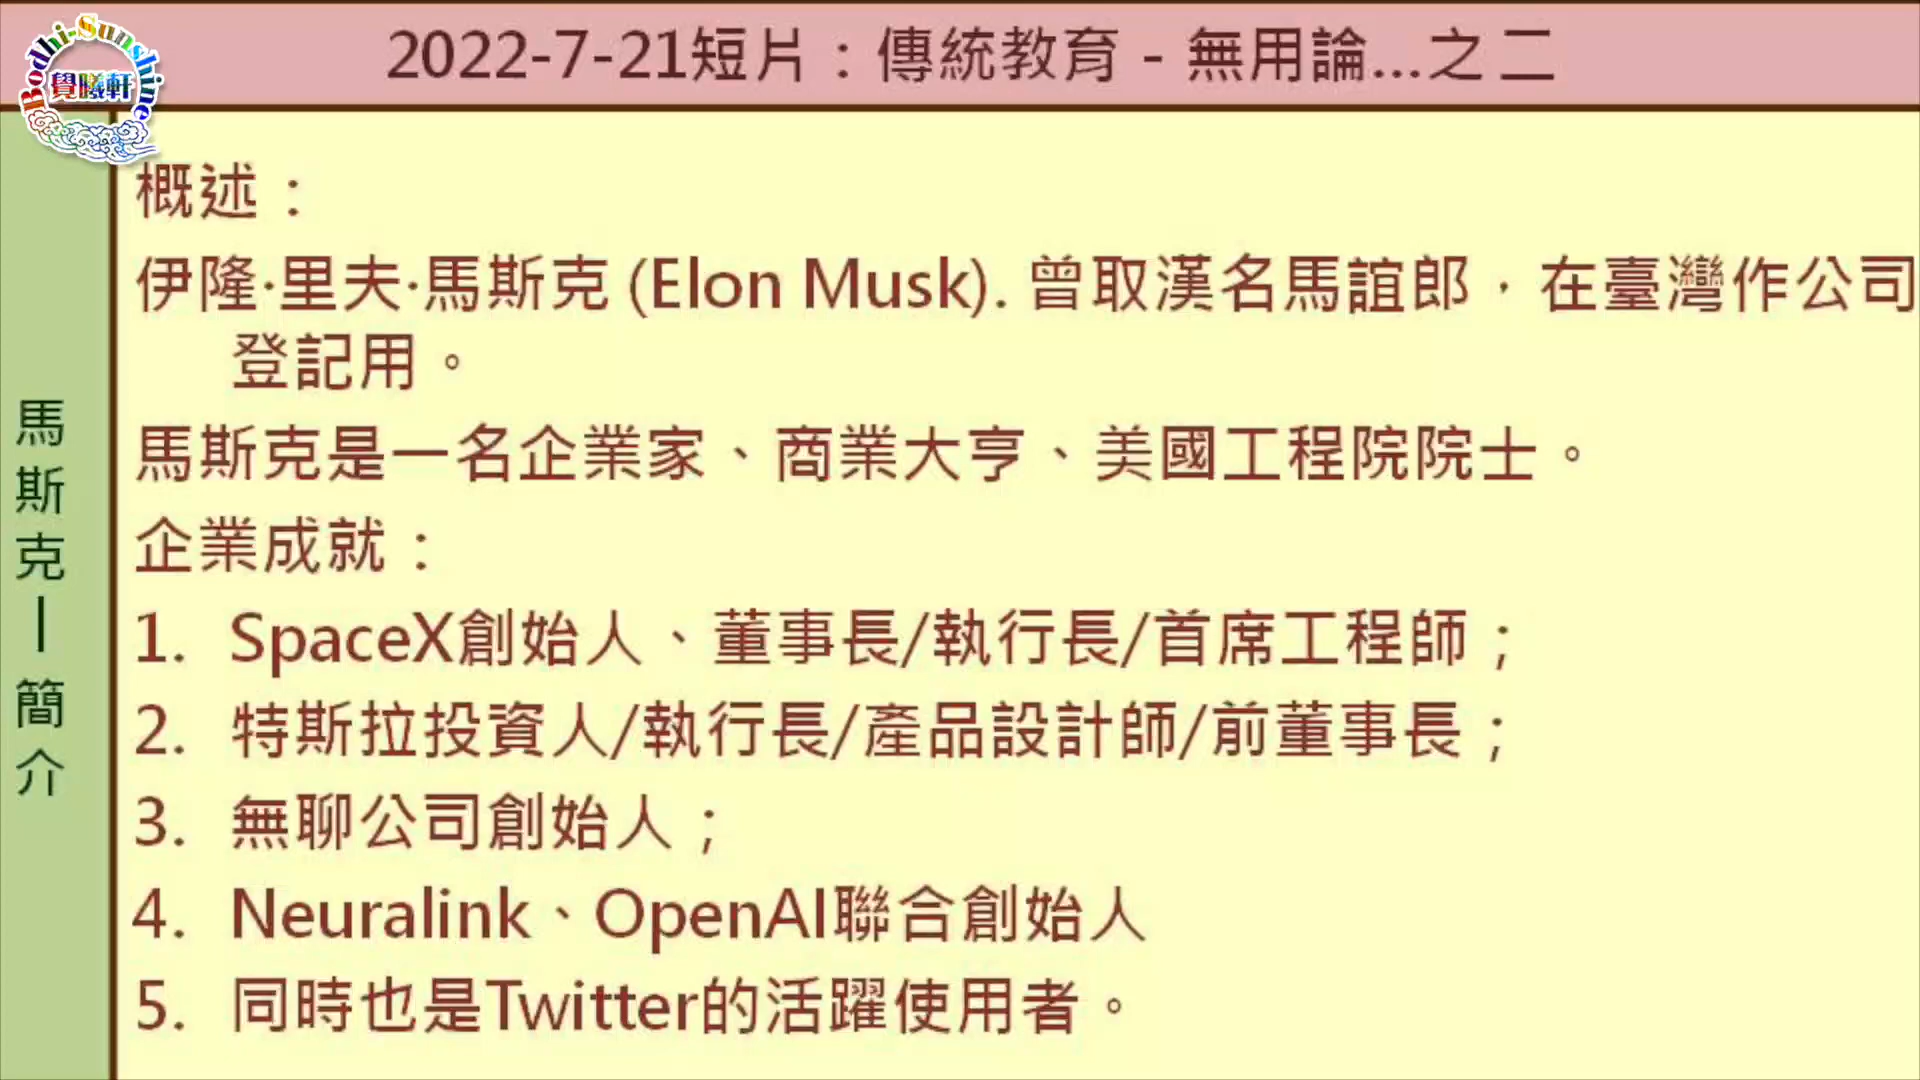 2022-7-21短片：傳統教育 - 無用論...之二
Bodhi-Sunshine
覺曦軒
馬斯克—簡介
概述：
伊隆·里夫·馬斯克 (Elon Musk). 曾取漢名馬誼郎，在臺灣作公司
登記用。
馬斯克是一名企業家、商業大亨、美國工程院院士。
企業成就：
1. SpaceX創始人、董事長/執行長/首席工程師；
2. 特斯拉投資人/執行長/產品設計師/前董事長；
3. 無聊公司創始人；
4. Neuralink、OpenAI聯合創始人
5. 同時也是Twitter的活躍使用者。